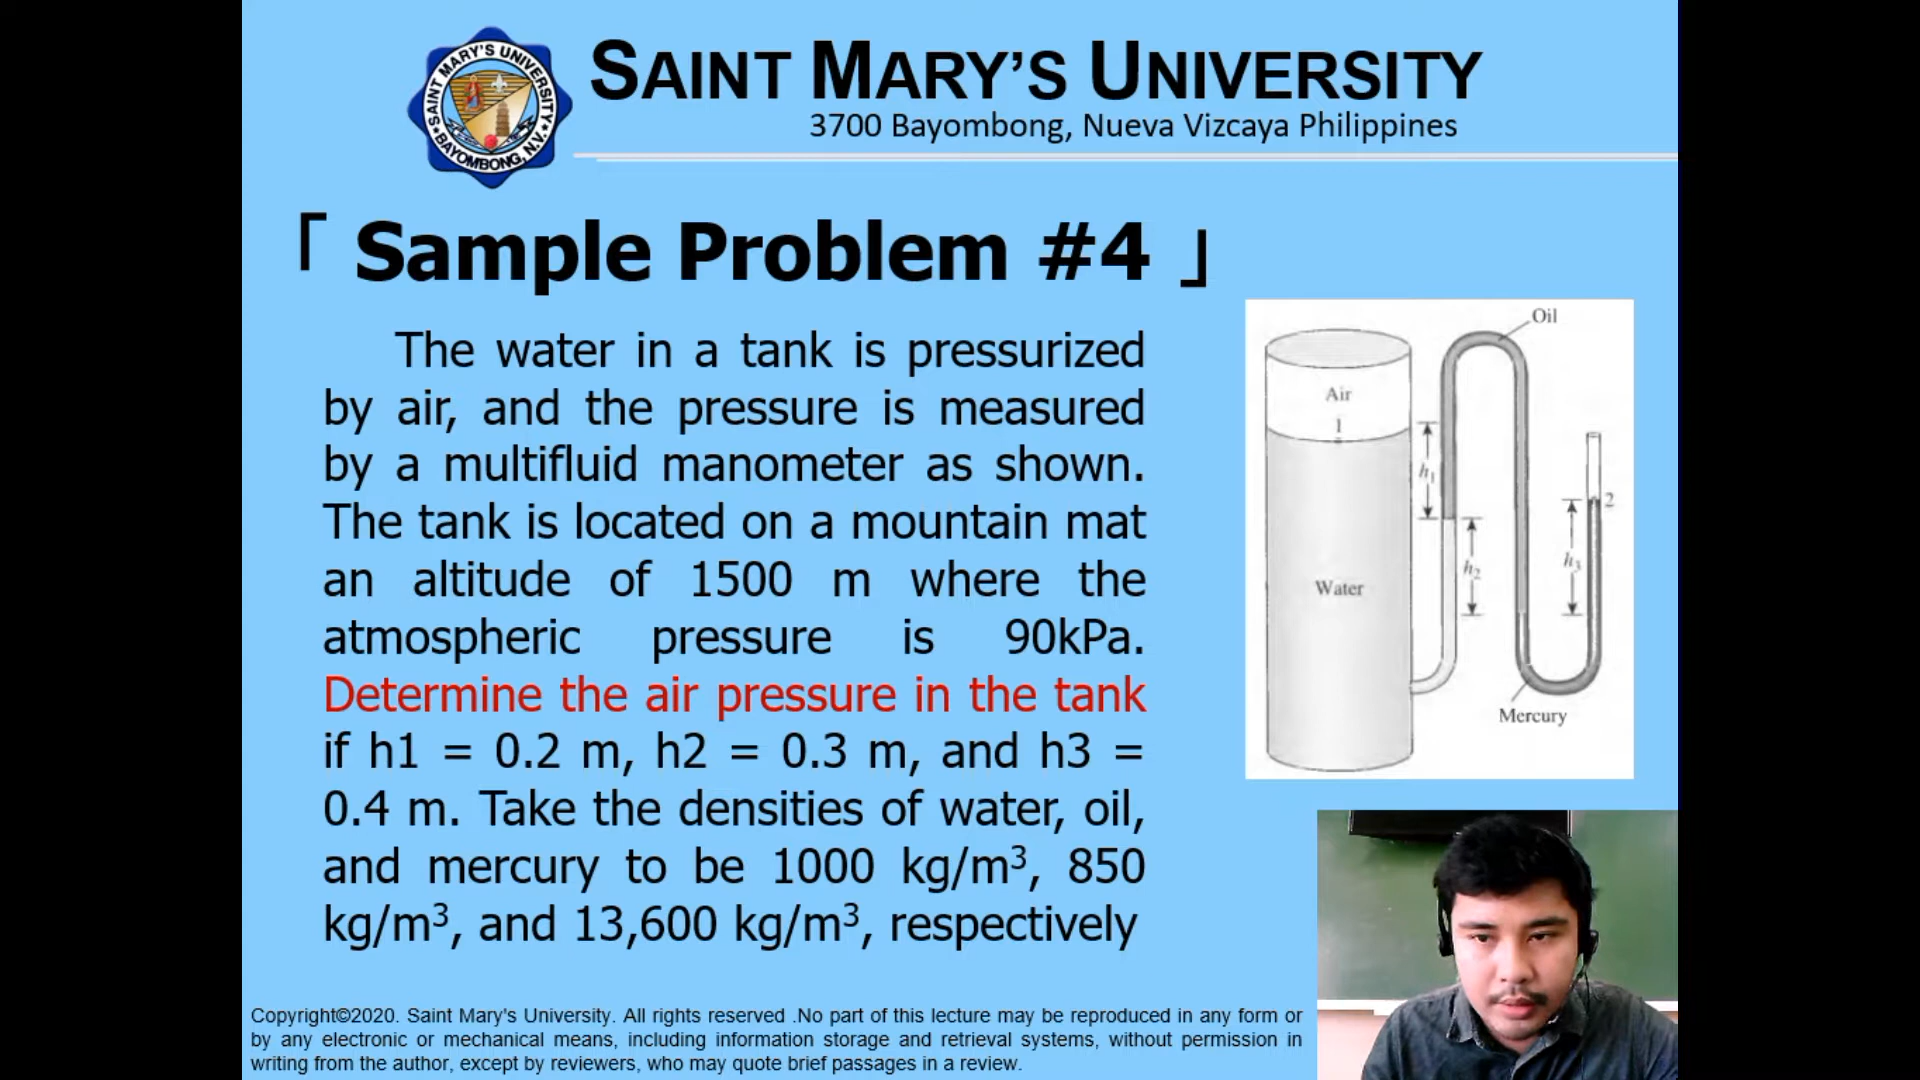 SAINT MARY'S UNIVERSITY
3700 Bayombong, Nueva Vizcaya Philippines
SAINT MARY'S UNIVERSITY
BAYOMBONG, N.V.
「 Sample Problem #4 」
The water in a tank is pressurized
by air, and the pressure is measured
by a multifluid manometer as shown.
The tank is located on a mountain mat
an altitude of 1500 m where the
atmospheric pressure is 90kPa.
Determine the air pressure in the tank
if h1 = 0.2 m, h2 = 0.3 m, and h3 =
0.4 m. Take the densities of water, oil,
and mercury to be 1000 kg/m³, 850
kg/m³, and 13,600 kg/m³, respectively
Oil
Air
1
h₁
2
h₂
h₃
Water
Mercury
Copyright©2020. Saint Mary's University. All rights reserved .No part of this lecture may be reproduced in any form or
by any electronic or mechanical means, including information storage and retrieval systems, without permission in
writing from the author, except by reviewers, who may quote brief passages in a review.